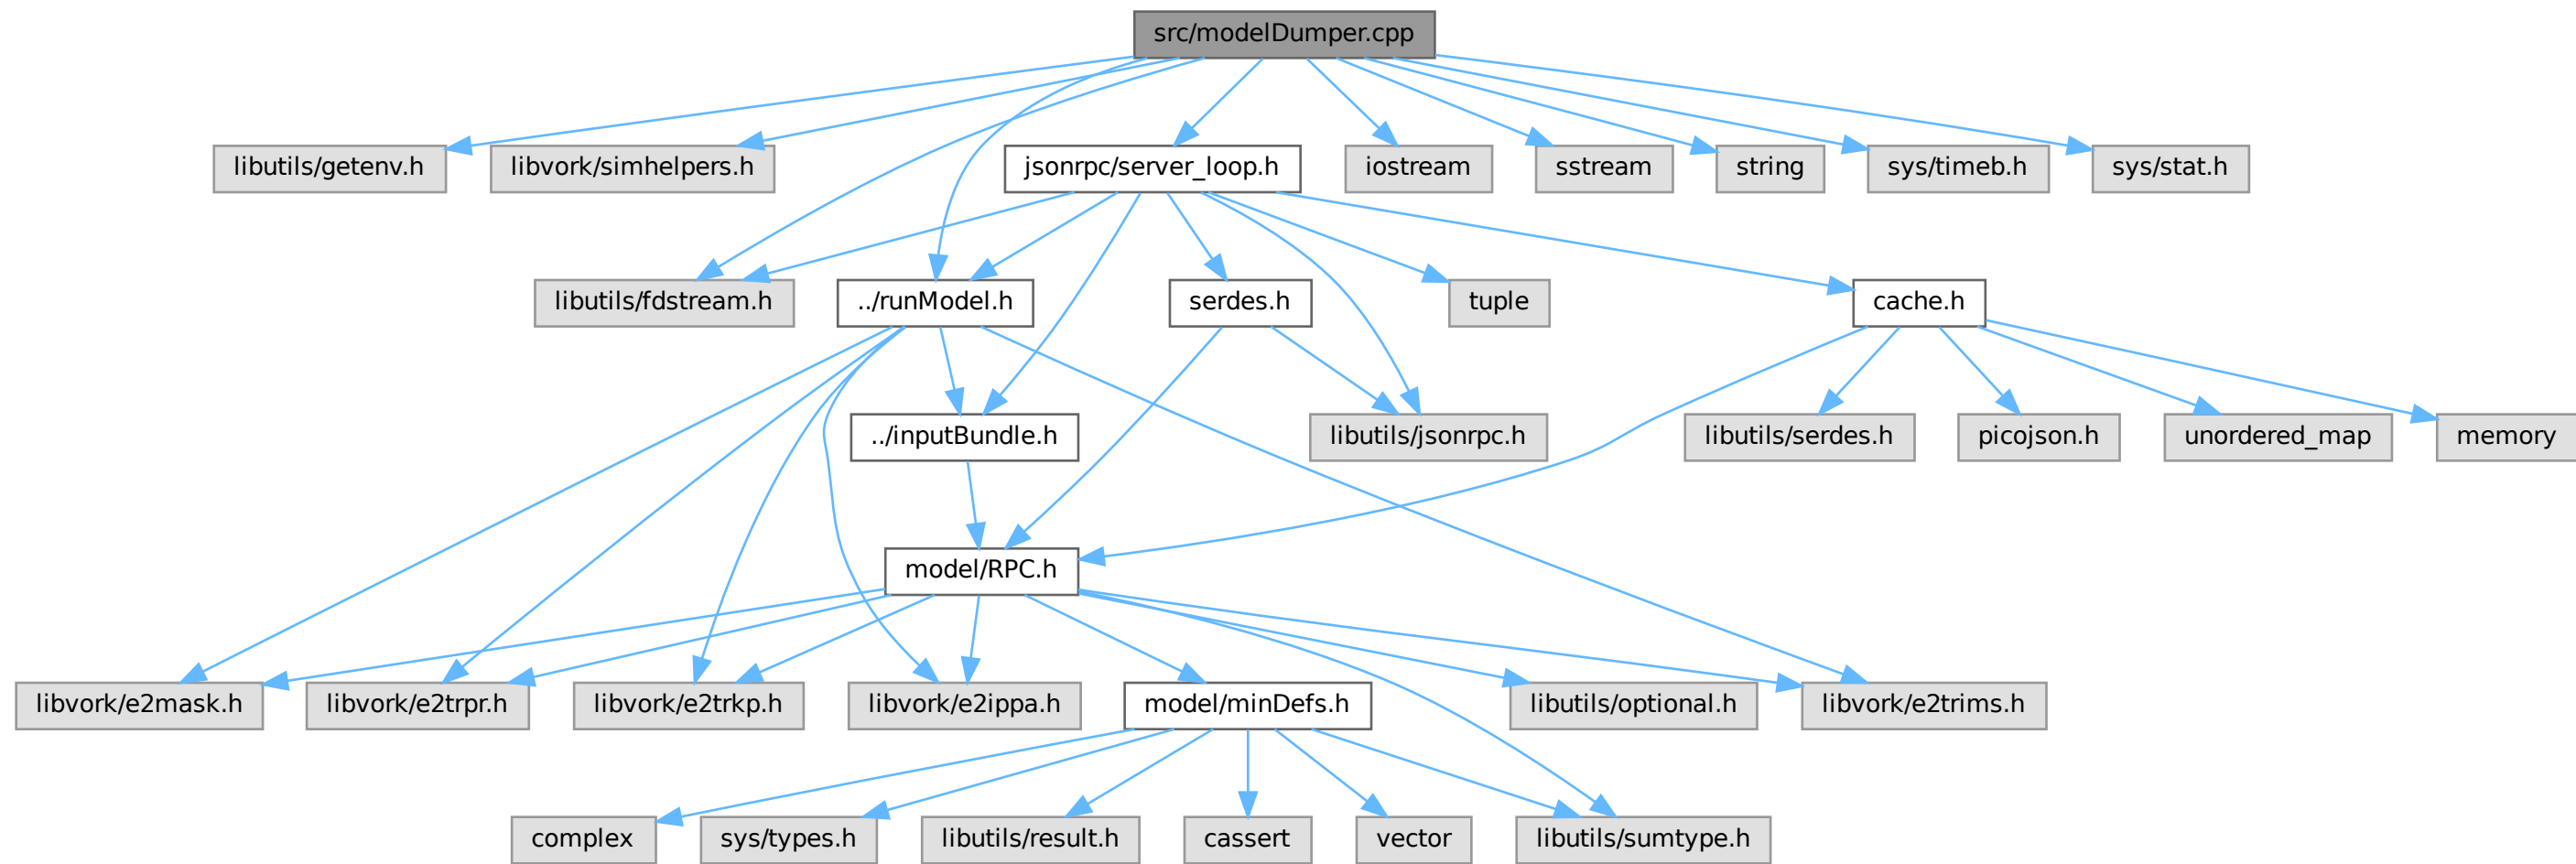 src/modelDumper.cpp
libutils/getenv.h
libvork/simhelpers.h
jsonrpc/server_loop.h
iostream
sstream
string
sys/timeb.h
sys/stat.h
libutils/fdstream.h
../runModel.h
serdes.h
tuple
cache.h
../inputBundle.h
libutils/jsonrpc.h
libutils/serdes.h
picojson.h
unordered_map
memory
model/RPC.h
libvork/e2mask.h
libvork/e2trpr.h
libvork/e2trkp.h
libvork/e2ippa.h
model/minDefs.h
libutils/optional.h
libvork/e2trims.h
complex
sys/types.h
libutils/result.h
cassert
vector
libutils/sumtype.h